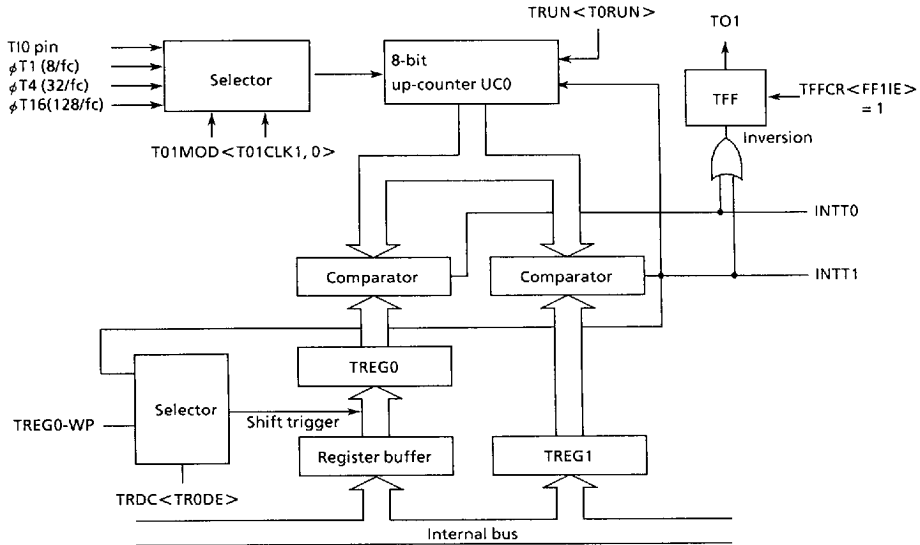 TRUN<T0RUN>
TO1
TI0 pin
φT1 (8/fc)
φT4 (32/fc)
φT16(128/fc)
Selector
8-bit
up-counter UC0
TFF
TFFCR<FF1IE>
= 1
Inversion
T01MOD<T01CLK1, 0>
INTT0
Comparator
Comparator
INTT1
TREG0
Selector
TREG0-WP
Shift trigger
Register buffer
TREG1
TRDC<TR0DE>
Internal bus